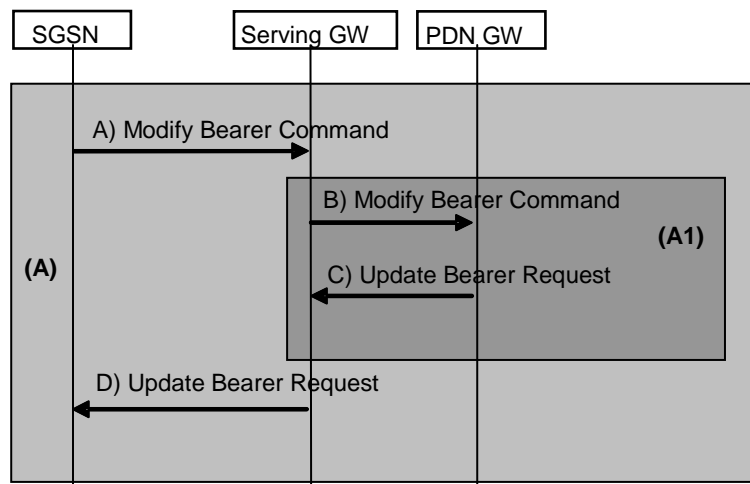 SGSN
Serving GW
PDN GW
A) Modify Bearer Command
B) Modify Bearer Command
(A1)
(A)
C) Update Bearer Request
D) Update Bearer Request